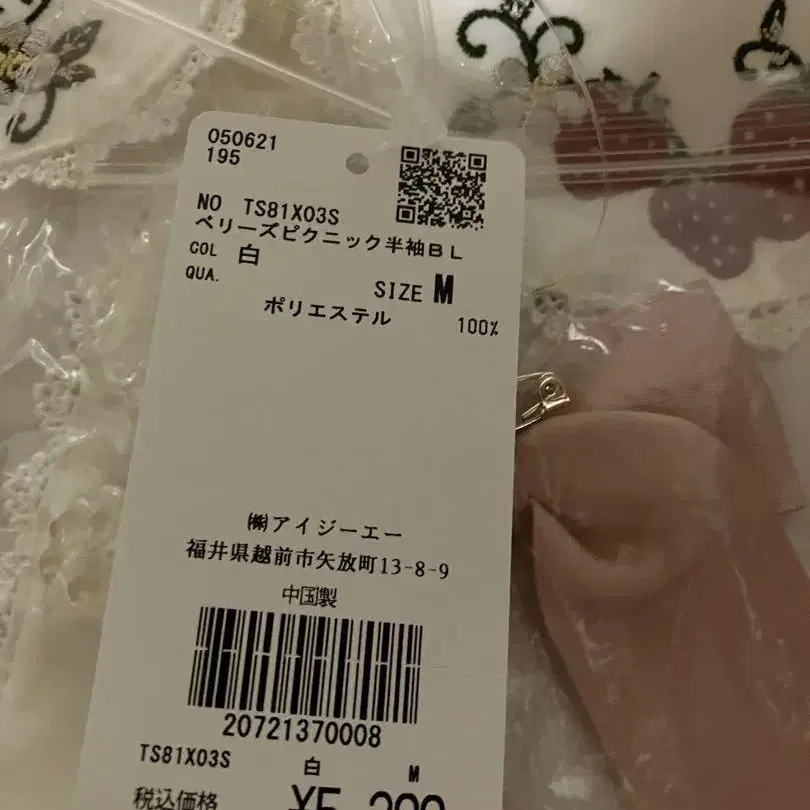 050621
195
NO TS81X03S
ベリーズピクニック半袖BL
COL 白
QUA. SIZE M
ポリエステル 100%
㈱アイジーエー
福井県越前市矢放町13-8-9
中国製
20721370008
TS81X03S 白 M
税込価格